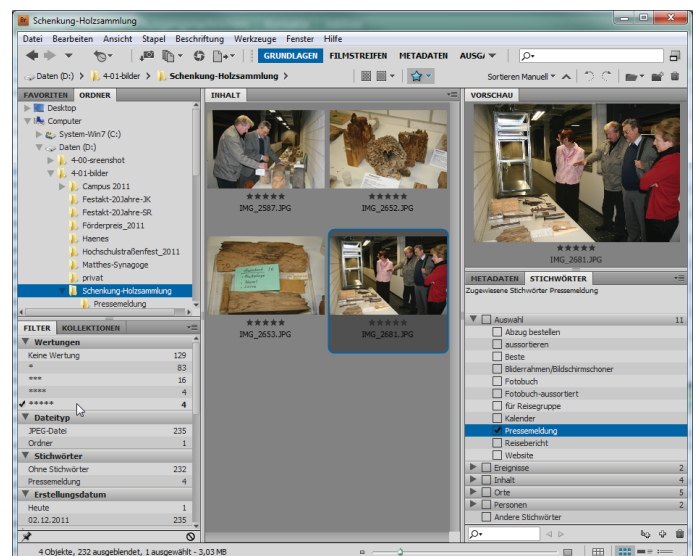 Schenkung-Holzsammlung
Datei Bearbeiten Ansicht Stapel Beschriftung Werkzeuge Fenster Hilfe
GRUNDLAGEN FILMSTREIFEN METADATEN AUSG/
Daten (D:) > 4-01-bilder > Schenkung-Holzsammlung >
Sortieren Manuell
FAVORITEN ORDNER
Desktop
Computer
System-Win7 (C:)
Daten (D:)
4-00-sreenshot
4-01-bilder
Campus 2011
Festakt-20Jahre-JK
Festakt-20Jahre-SR
Förderpreis_2011
Haenes
Hochschulstraßenfest_2011
Matthes-Synagoge
privat
Schenkung-Holzsammlung
Pressemeldung
FILTER KOLLEKTIONEN
Wertungen
Keine Wertung 129
* 83
*** 16
**** 4
***** 4
Dateityp
JPEG-Datei 235
Ordner 1
Stichwörter
Ohne Stichwörter 232
Pressemeldung 4
Erstellungsdatum
Heute 1
02.12.2011 235
INHALT
★★★★★ ★★★★★
IMG_2587.JPG IMG_2652.JPG
★★★★★ ★★★★★
IMG_2653.JPG IMG_2681.JPG
VORSCHAU
★★★★★
IMG_2681.JPG
METADATEN STICHWÖRTER
Zugewiesene Stichwörter Pressemeldung
Auswahl 11
Abzug bestellen
aussortieren
Beste
Bliderrahmen/Bildschirmschoner
Fotobuch
Fotobuch-aussortiert
für Reisegruppe
Kalender
Pressemeldung
Reisebericht
Website
Ereignisse 2
Inhalt 4
Orte 5
Personen 2
Andere Stichwörter
4 Objekte, 232 ausgeblendet, 1 ausgewählt - 3,03 MB